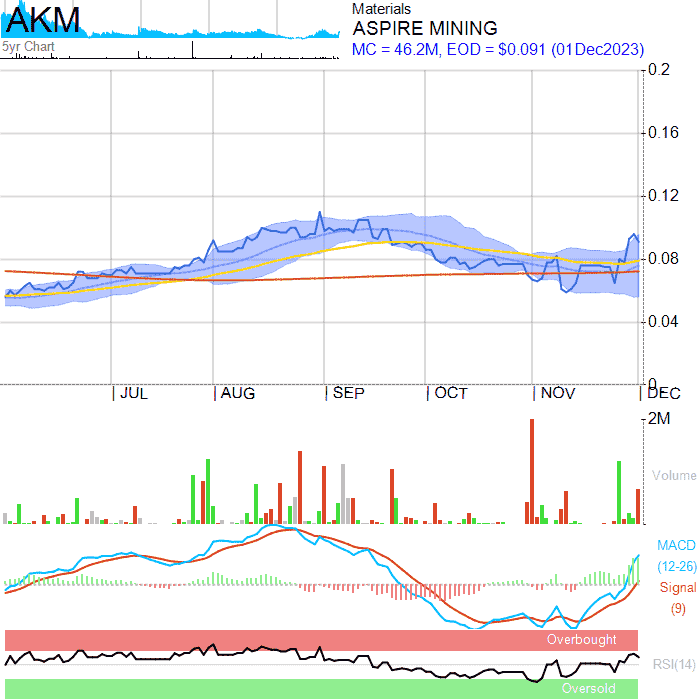 AKM
5yr Chart
Materials
ASPIRE MINING
MC = 46.2M, EOD = $0.091 (01Dec2023)
0.2
0.16
0.12
0.08
0.04
0
JUL AUG SEP OCT NOV DEC
2M
Volume
MACD
(12-26)
Signal
(9)
Overbought
RSI(14)
Oversold